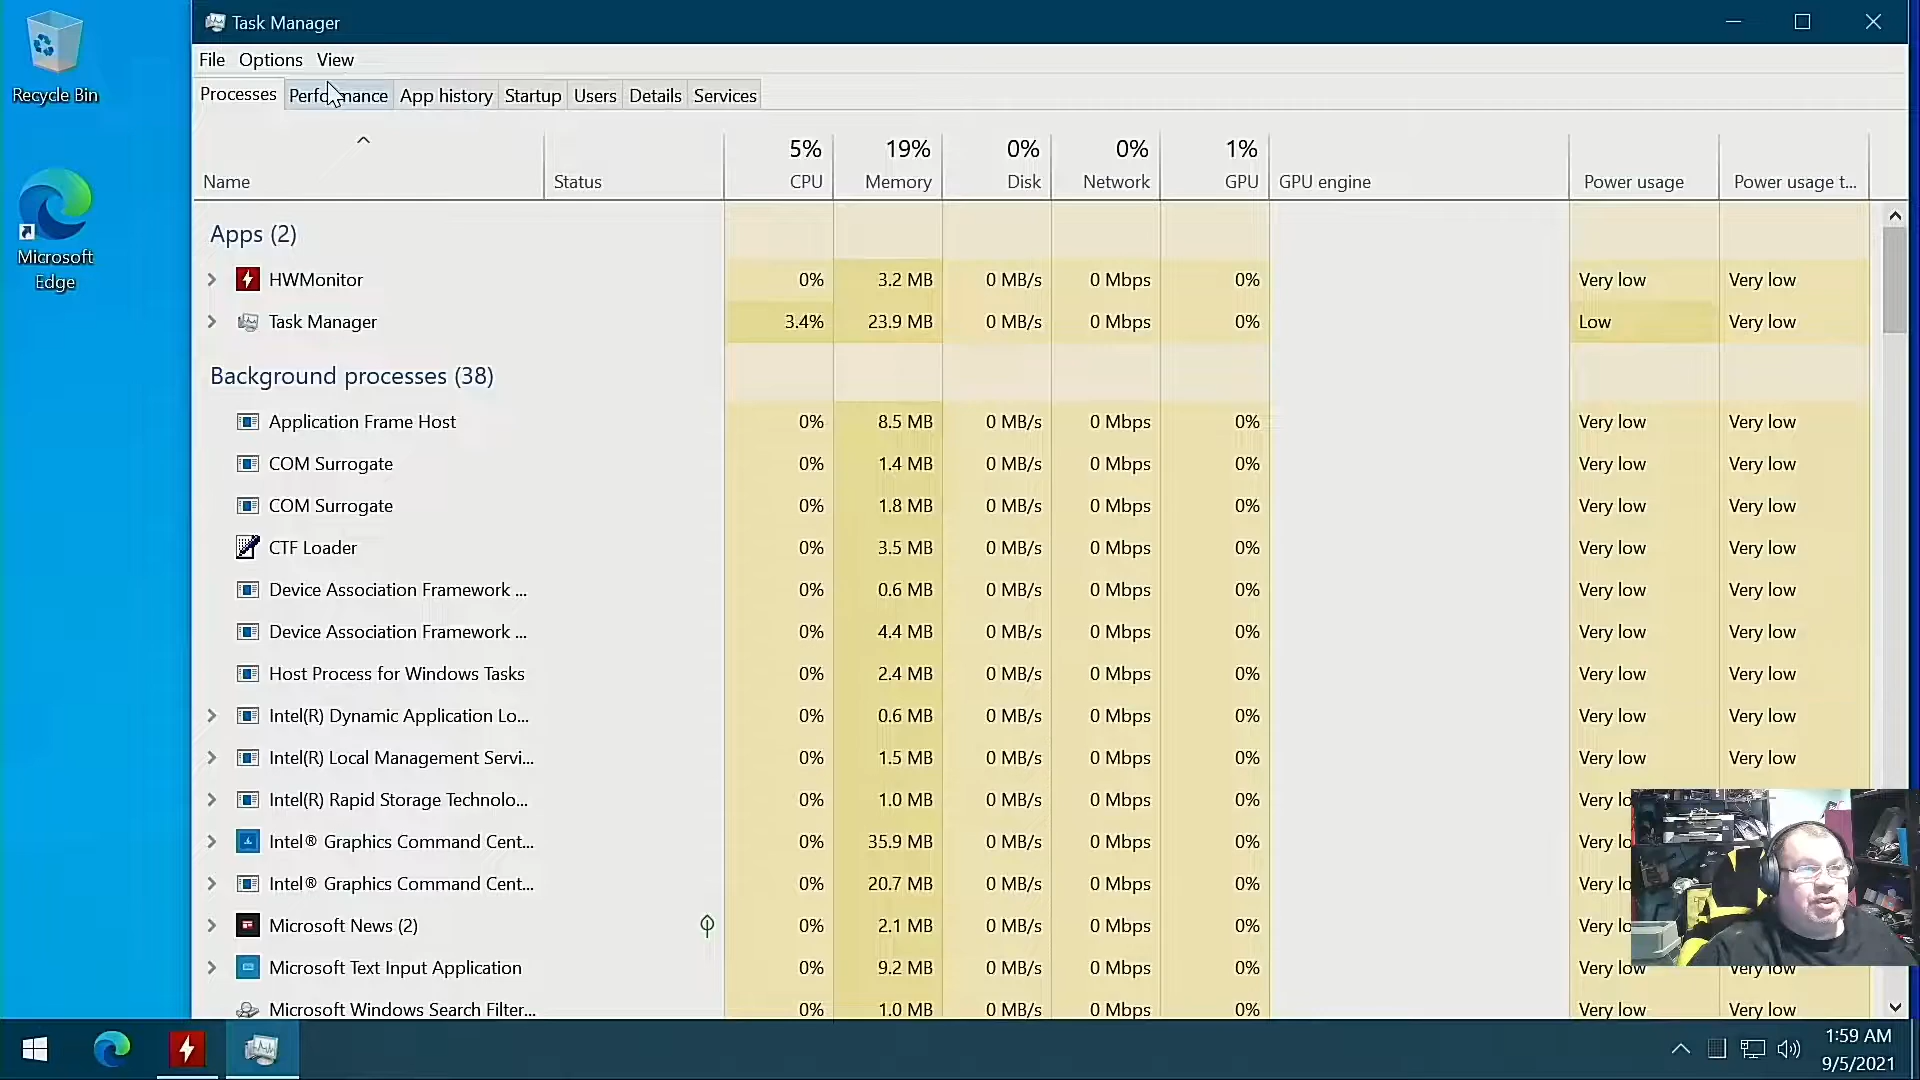 Recycle Bin
Microsoft
Edge
Task Manager
File Options View
Processes Performance App history Startup Users Details Services
5% 19% 0% 0% 1%
Name Status CPU Memory Disk Network GPU GPU engine Power usage Power usage t...
Apps (2)
HWMonitor 0% 3.2 MB 0 MB/s 0 Mbps 0% Very low Very low
Task Manager 3.4% 23.9 MB 0 MB/s 0 Mbps 0% Low Very low
Background processes (38)
Application Frame Host 0% 8.5 MB 0 MB/s 0 Mbps 0% Very low Very low
COM Surrogate 0% 1.4 MB 0 MB/s 0 Mbps 0% Very low Very low
COM Surrogate 0% 1.8 MB 0 MB/s 0 Mbps 0% Very low Very low
CTF Loader 0% 3.5 MB 0 MB/s 0 Mbps 0% Very low Very low
Device Association Framework ... 0% 0.6 MB 0 MB/s 0 Mbps 0% Very low Very low
Device Association Framework ... 0% 4.4 MB 0 MB/s 0 Mbps 0% Very low Very low
Host Process for Windows Tasks 0% 2.4 MB 0 MB/s 0 Mbps 0% Very low Very low
Intel(R) Dynamic Application Lo... 0% 0.6 MB 0 MB/s 0 Mbps 0% Very low Very low
Intel(R) Local Management Servi... 0% 1.5 MB 0 MB/s 0 Mbps 0% Very low Very low
Intel(R) Rapid Storage Technolo... 0% 1.0 MB 0 MB/s 0 Mbps 0% Very lo
Intel® Graphics Command Cent... 0% 35.9 MB 0 MB/s 0 Mbps 0% Very lo
Intel® Graphics Command Cent... 0% 20.7 MB 0 MB/s 0 Mbps 0% Very lo
Microsoft News (2) 0% 2.1 MB 0 MB/s 0 Mbps 0% Very lo
Microsoft Text Input Application 0% 9.2 MB 0 MB/s 0 Mbps 0% Very low Very low
Microsoft Windows Search Filter... 0% 1.0 MB 0 MB/s 0 Mbps 0% Very low Very low
1:59 AM
9/5/2021